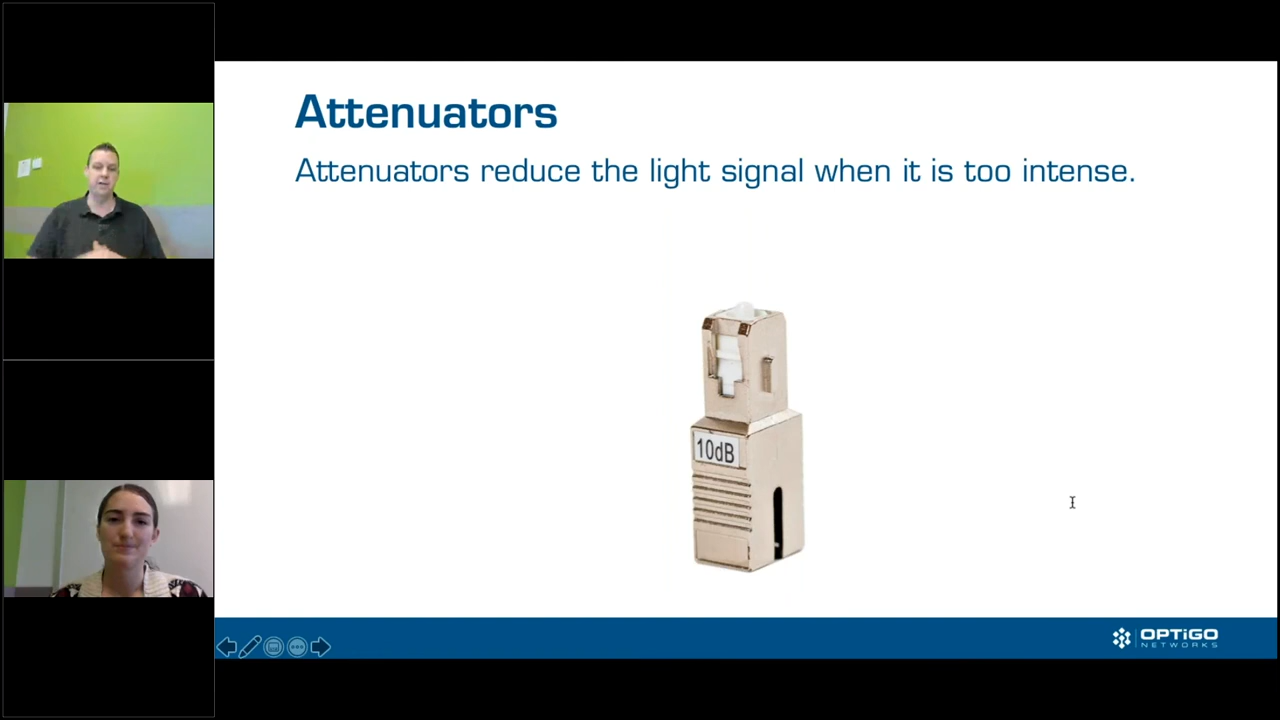 Attenuators
Attenuators reduce the light signal when it is too intense.
10dB
OPTiGO
NETWORKS